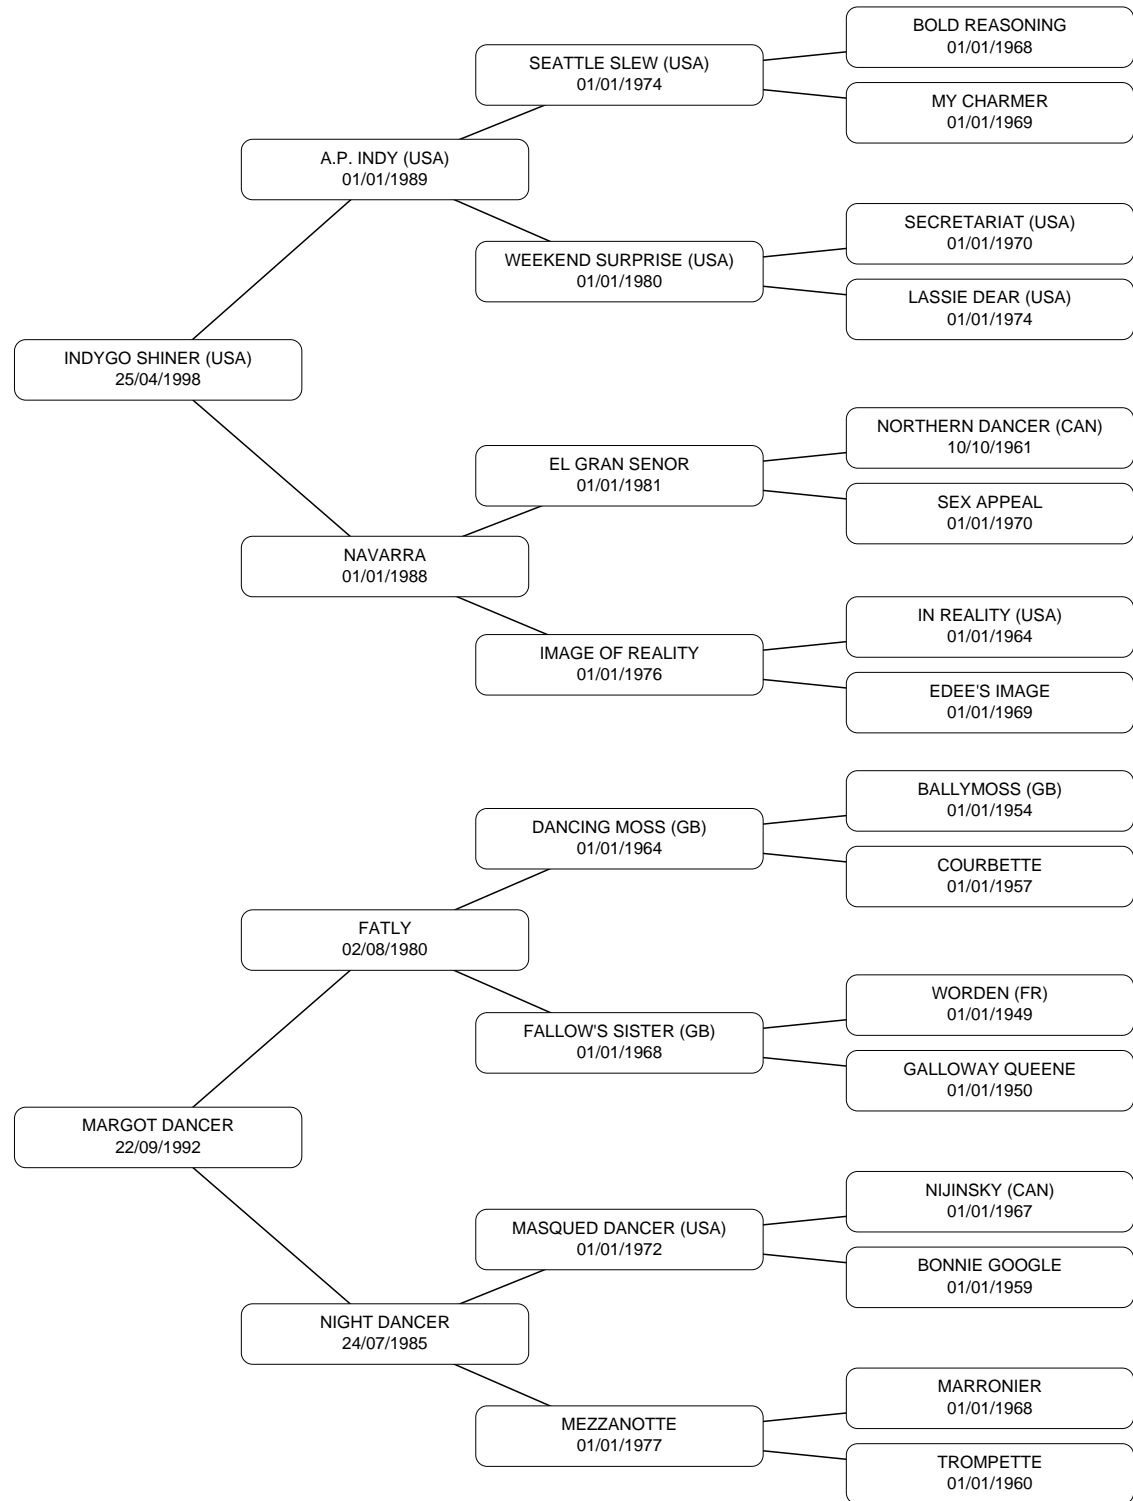 BOLD REASONING
01/01/1968
SEATTLE SLEW (USA)
01/01/1974
MY CHARMER
01/01/1969
A.P. INDY (USA)
01/01/1989
SECRETARIAT (USA)
01/01/1970
WEEKEND SURPRISE (USA)
01/01/1980
LASSIE DEAR (USA)
01/01/1974
INDYGO SHINER (USA)
25/04/1998
NORTHERN DANCER (CAN)
10/10/1961
EL GRAN SENOR
01/01/1981
SEX APPEAL
01/01/1970
NAVARRA
01/01/1988
IN REALITY (USA)
01/01/1964
IMAGE OF REALITY
01/01/1976
EDEE'S IMAGE
01/01/1969
BALLYMOSS (GB)
01/01/1954
DANCING MOSS (GB)
01/01/1964
COURBETTE
01/01/1957
FATLY
02/08/1980
WORDEN (FR)
01/01/1949
FALLOW'S SISTER (GB)
01/01/1968
GALLOWAY QUEENE
01/01/1950
MARGOT DANCER
22/09/1992
NIJINSKY (CAN)
01/01/1967
MASQUED DANCER (USA)
01/01/1972
BONNIE GOOGLE
01/01/1959
NIGHT DANCER
24/07/1985
MARRONIER
01/01/1968
MEZZANOTTE
01/01/1977
TROMPETTE
01/01/1960